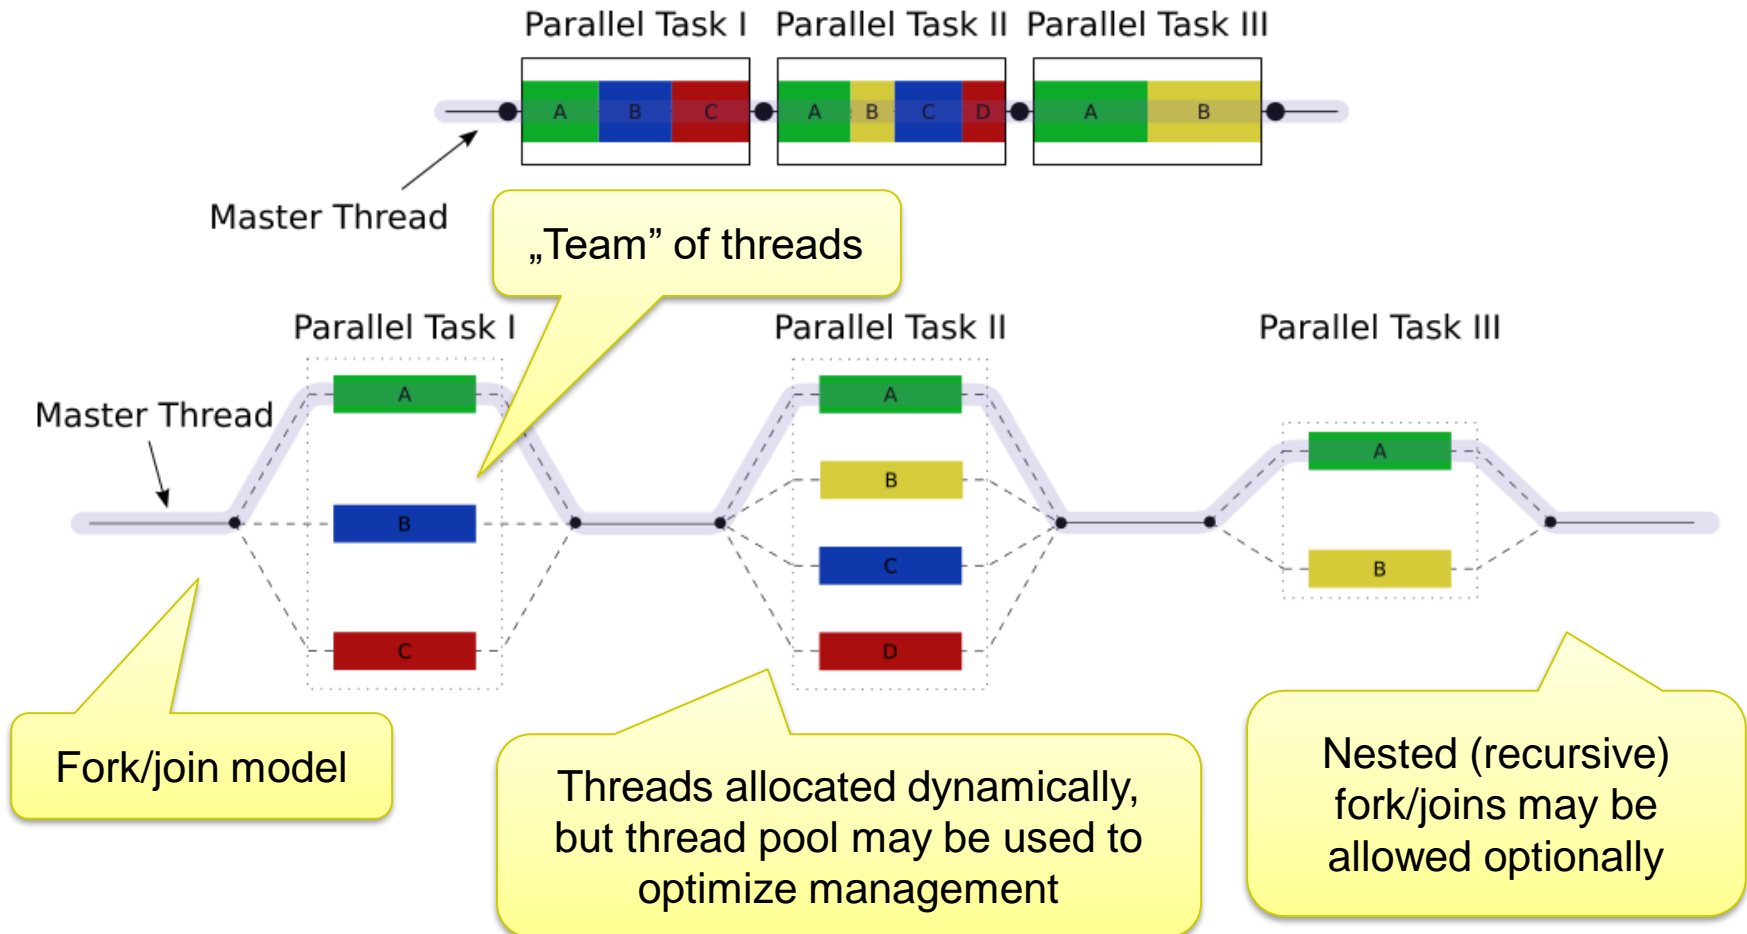 Parallel Task I
Parallel Task II
Parallel Task III
A
B
C
A
B
C
D
A
B
Master Thread
„Team” of threads
Parallel Task I
Parallel Task II
Parallel Task III
Master Thread
A
B
C
A
B
C
D
A
B
Fork/join model
Threads allocated dynamically,
but thread pool may be used to
optimize management
Nested (recursive)
fork/joins may be
allowed optionally